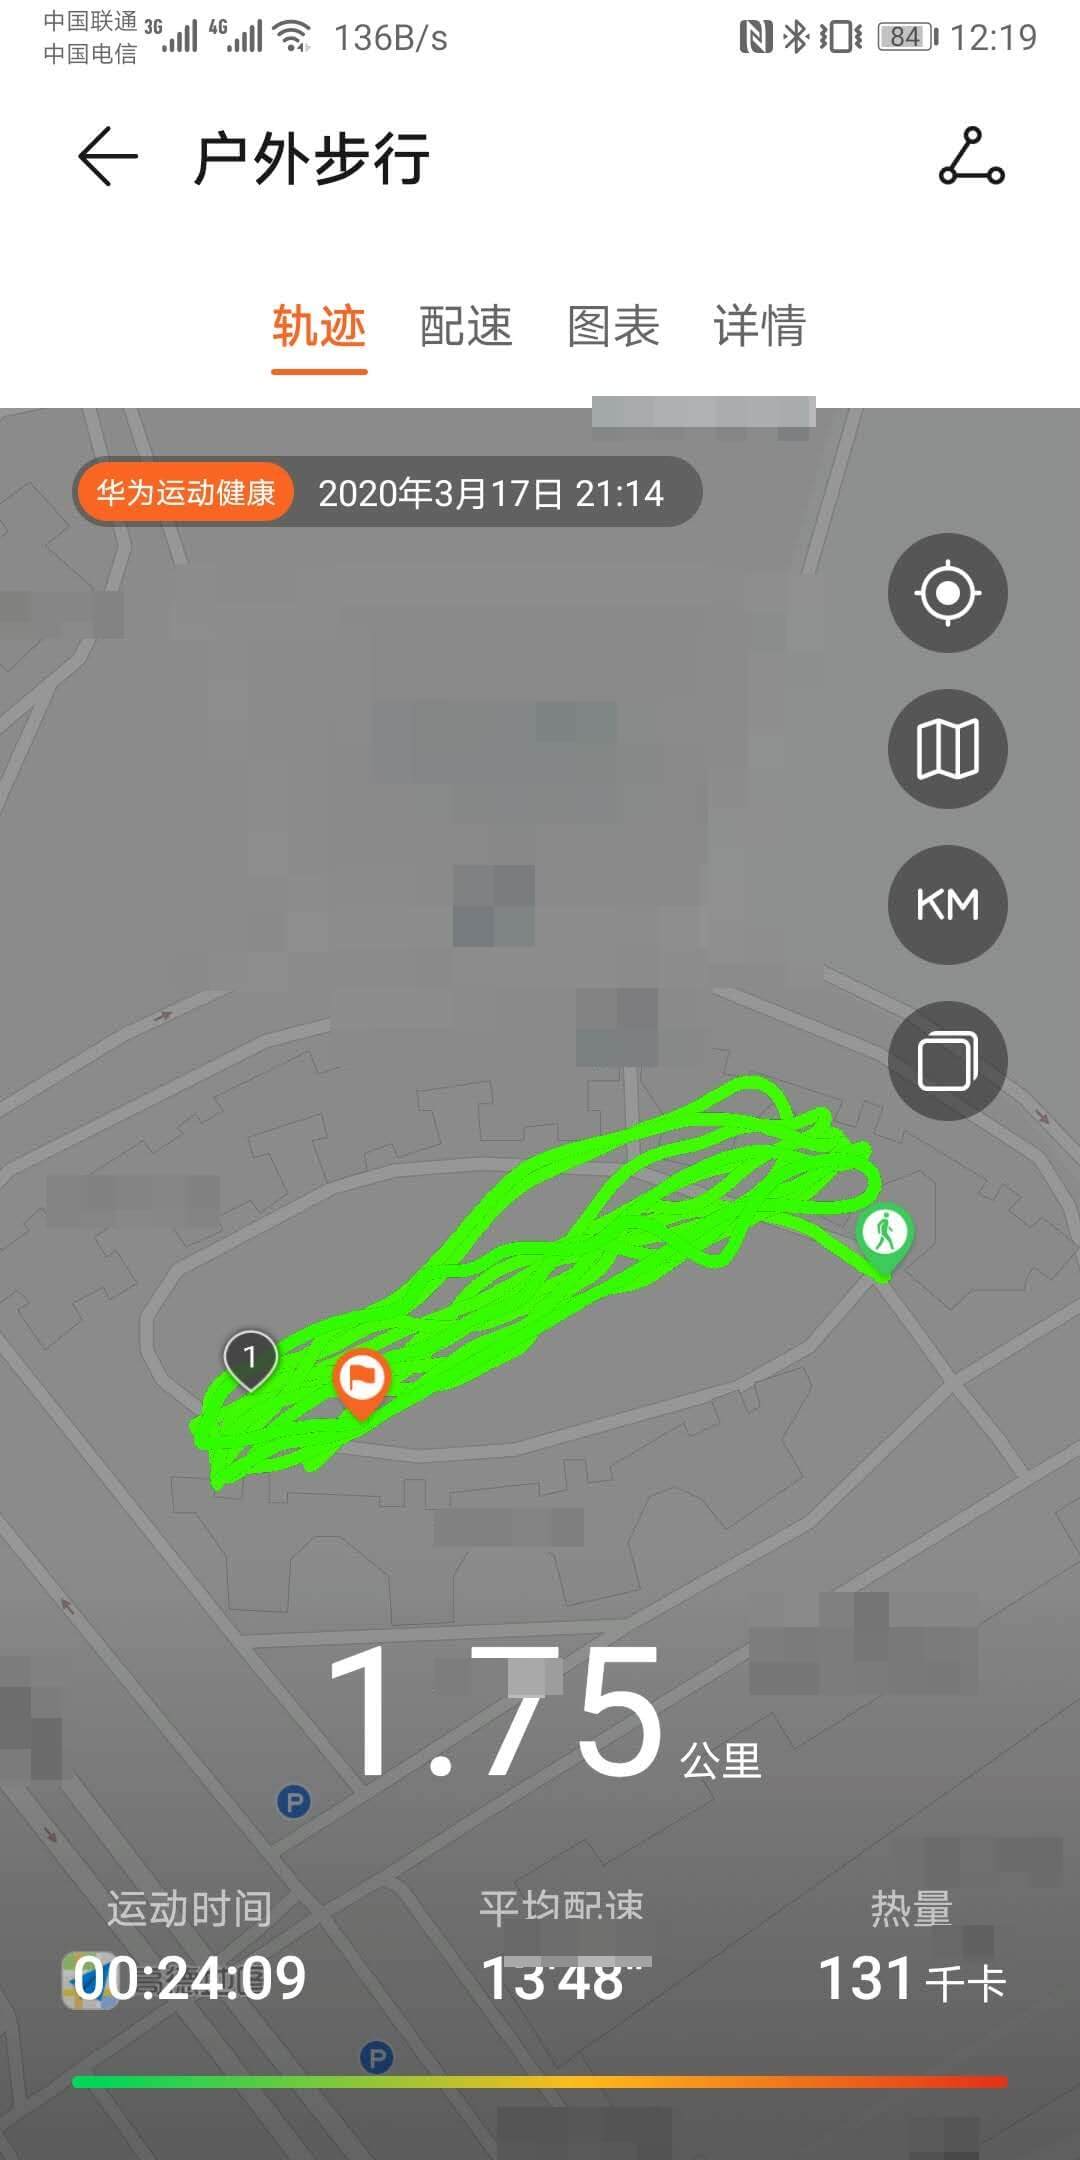 中国联通 3G 4G 136B/s 84 12:19
中国电信
户外步行
轨迹 配速 图表 详情
华为运动健康 2020年3月17日 21:14
KM
1
1.75 公里
P
运动时间 平均配速 热量
00:24:09 13'48" 131 千卡
P